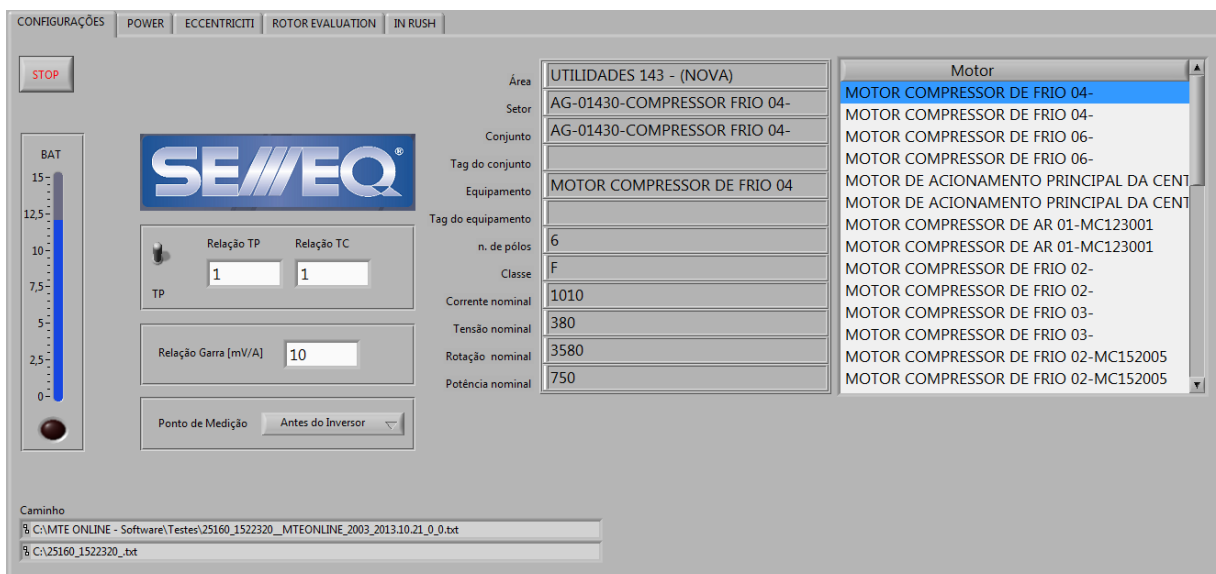 CONFIGURAÇÕES POWER ECCENTRICITI ROTOR EVALUATION IN RUSH
STOP
BAT
15
12,5
10
7,5
5
2,5
0
SEMEQ®
Relação TP Relação TC
1 1
TP
Relação Garra [mV/A] 10
Ponto de Medição Antes do Inversor
Área UTILIDADES 143 - (NOVA)
Setor AG-01430-COMPRESSOR FRIO 04-
Conjunto AG-01430-COMPRESSOR FRIO 04-
Tag do conjunto
Equipamento MOTOR COMPRESSOR DE FRIO 04
Tag do equipamento
n. de pólos 6
Classe F
Corrente nominal 1010
Tensão nominal 380
Rotação nominal 3580
Potência nominal 750
Motor
MOTOR COMPRESSOR DE FRIO 04-
MOTOR COMPRESSOR DE FRIO 04-
MOTOR COMPRESSOR DE FRIO 06-
MOTOR COMPRESSOR DE FRIO 06-
MOTOR DE ACIONAMENTO PRINCIPAL DA CENT
MOTOR DE ACIONAMENTO PRINCIPAL DA CENT
MOTOR COMPRESSOR DE AR 01-MC123001
MOTOR COMPRESSOR DE AR 01-MC123001
MOTOR COMPRESSOR DE FRIO 02-
MOTOR COMPRESSOR DE FRIO 02-
MOTOR COMPRESSOR DE FRIO 03-
MOTOR COMPRESSOR DE FRIO 03-
MOTOR COMPRESSOR DE FRIO 02-MC152005
MOTOR COMPRESSOR DE FRIO 02-MC152005
Caminho
C:\MTE ONLINE - Software\Testes\25160_1522320__MTEONLINE_2003_2013.10.21_0_0.txt
C:\25160_1522320_.txt